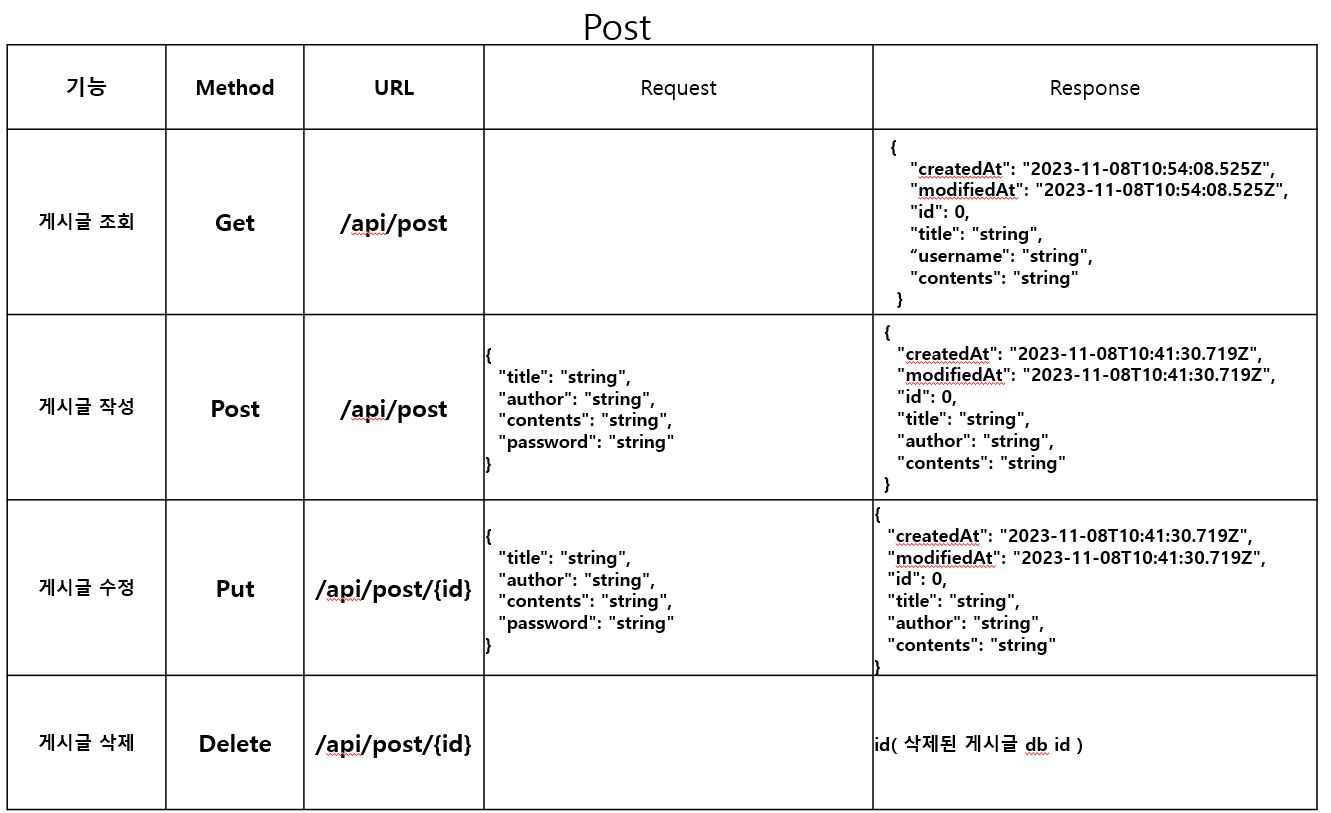 Post
기능 Method URL Request Response
게시글 조회 Get /api/post
{
"createdAt": "2023-11-08T10:54:08.525Z",
"modifiedAt": "2023-11-08T10:54:08.525Z",
"id": 0,
"title": "string",
“username": "string",
"contents": "string"
}
게시글 작성 Post /api/post
{
"title": "string",
"author": "string",
"contents": "string",
"password": "string"
}
{
"createdAt": "2023-11-08T10:41:30.719Z",
"modifiedAt": "2023-11-08T10:41:30.719Z",
"id": 0,
"title": "string",
"author": "string",
"contents": "string"
}
게시글 수정 Put /api/post/{id}
{
"title": "string",
"author": "string",
"contents": "string",
"password": "string"
}
{
"createdAt": "2023-11-08T10:41:30.719Z",
"modifiedAt": "2023-11-08T10:41:30.719Z",
"id": 0,
"title": "string",
"author": "string",
"contents": "string"
}
게시글 삭제 Delete /api/post/{id}
id( 삭제된 게시글 db id )